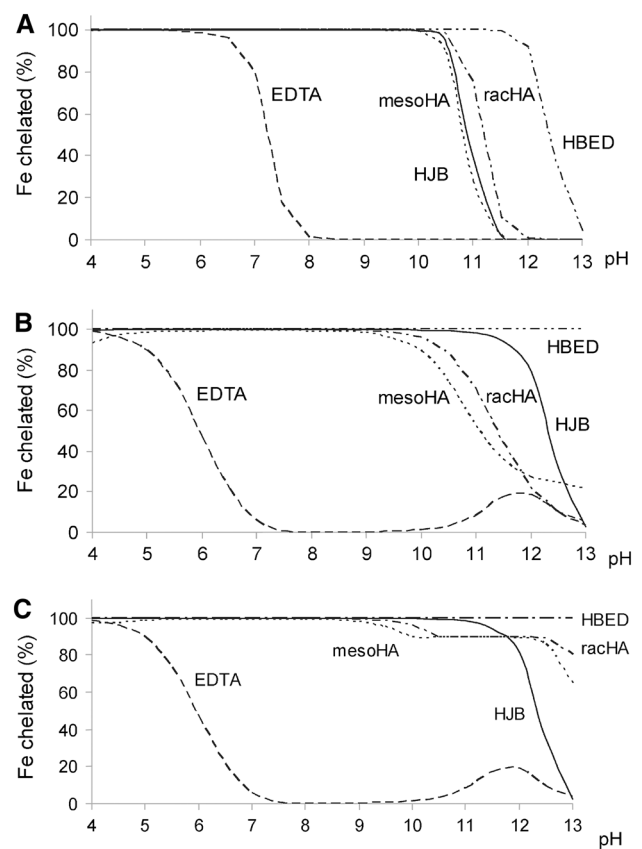 A
Fe chelated (%)
100
80
60
40
20
0
EDTA
mesoHA
racHA
HJB
HBED
4 5 6 7 8 9 10 11 12 13 pH
B
Fe chelated (%)
100
80
60
40
20
0
HBED
EDTA
mesoHA
racHA
HJB
4 5 6 7 8 9 10 11 12 13
pH
C
Fe chelated (%)
100
80
60
40
20
0
HBED
mesoHA
racHA
EDTA
HJB
4 5 6 7 8 9 10 11 12 13
pH